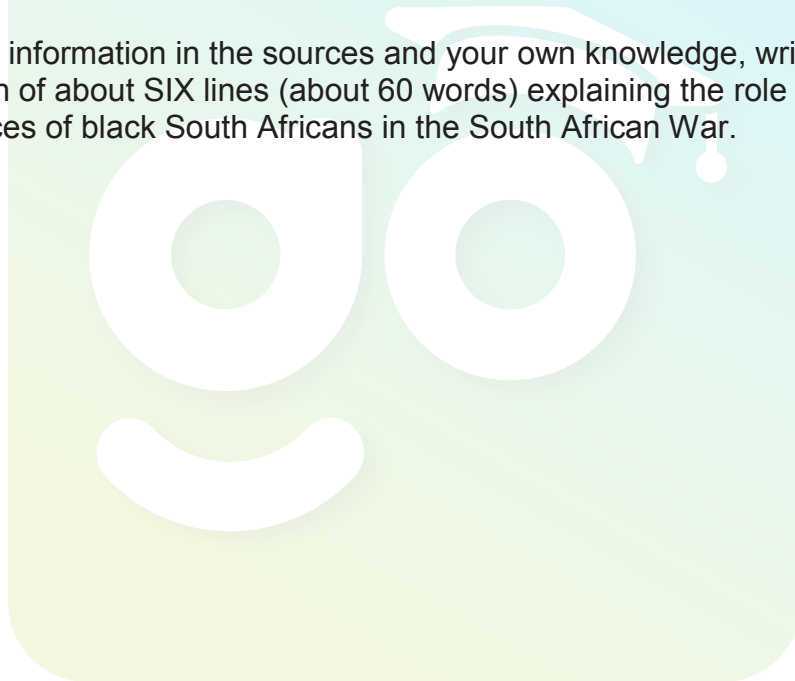 information in the sources and your own knowledge, wri
n of about SIX lines (about 60 words) explaining the role
ces of black South Africans in the South African War.
go